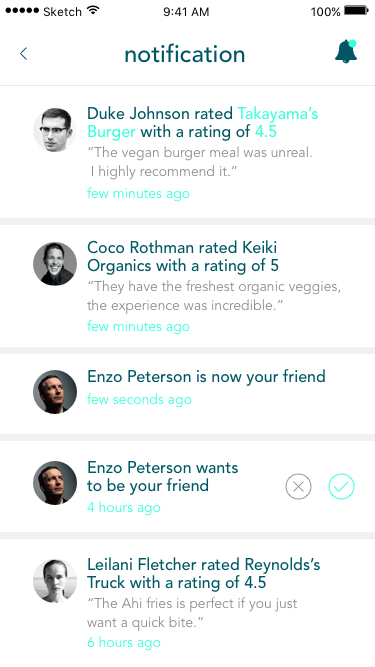 Sketch 9:41 AM 100%
notification
Duke Johnson rated Takayama's
Burger with a rating of 4.5
“The vegan burger meal was unreal.
I highly recommend it.”
few minutes ago
Coco Rothman rated Keiki
Organics with a rating of 5
“They have the freshest organic veggies,
the experience was incredible.”
few minutes ago
Enzo Peterson is now your friend
few seconds ago
Enzo Peterson wants
to be your friend
4 hours ago
Leilani Fletcher rated Reynolds's
Truck with a rating of 4.5
“The Ahi fries is perfect if you just
want a quick bite.”
6 hours ago